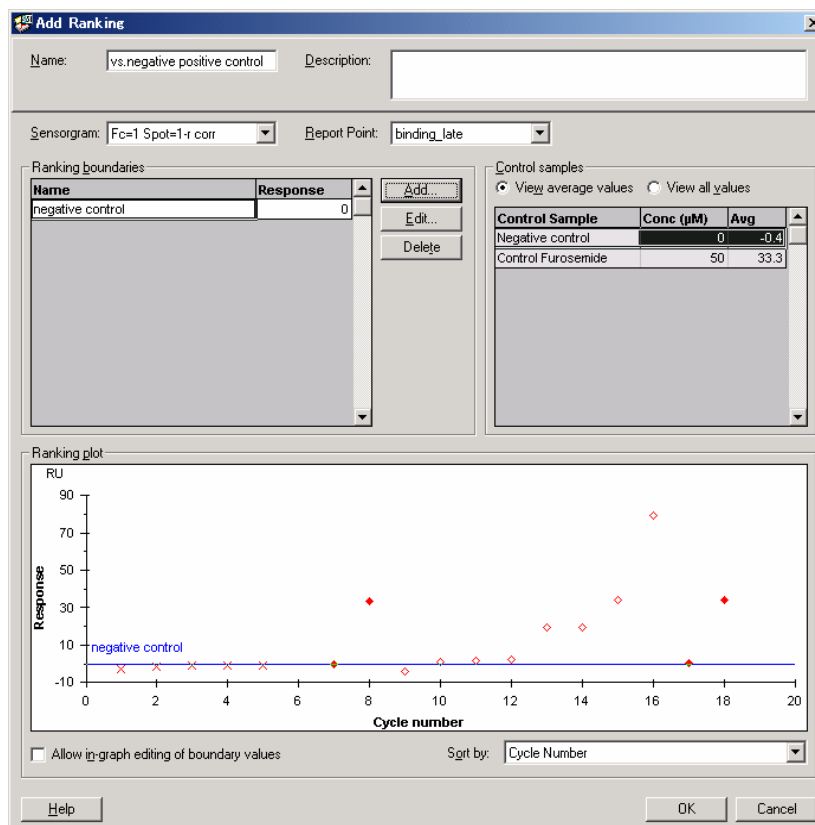 Add Ranking
Name: vs.negative positive control Description:
Sensorgram: Fc=1 Spot=1-r corr Report Point: binding_late
Ranking boundaries
Name Response
negative control 0
Add...
Edit...
Delete
Control samples
View average values View all values
Control Sample Conc (µM) Avg
Negative control 0 -0.4
Control Furosemide 50 33.3
Ranking plot
RU
90
70
50
30
10
-10
Response
negative control
0 2 4 6 8 10 12 14 16 18 20
Cycle number
Allow in-graph editing of boundary values Sort by: Cycle Number
Help OK Cancel